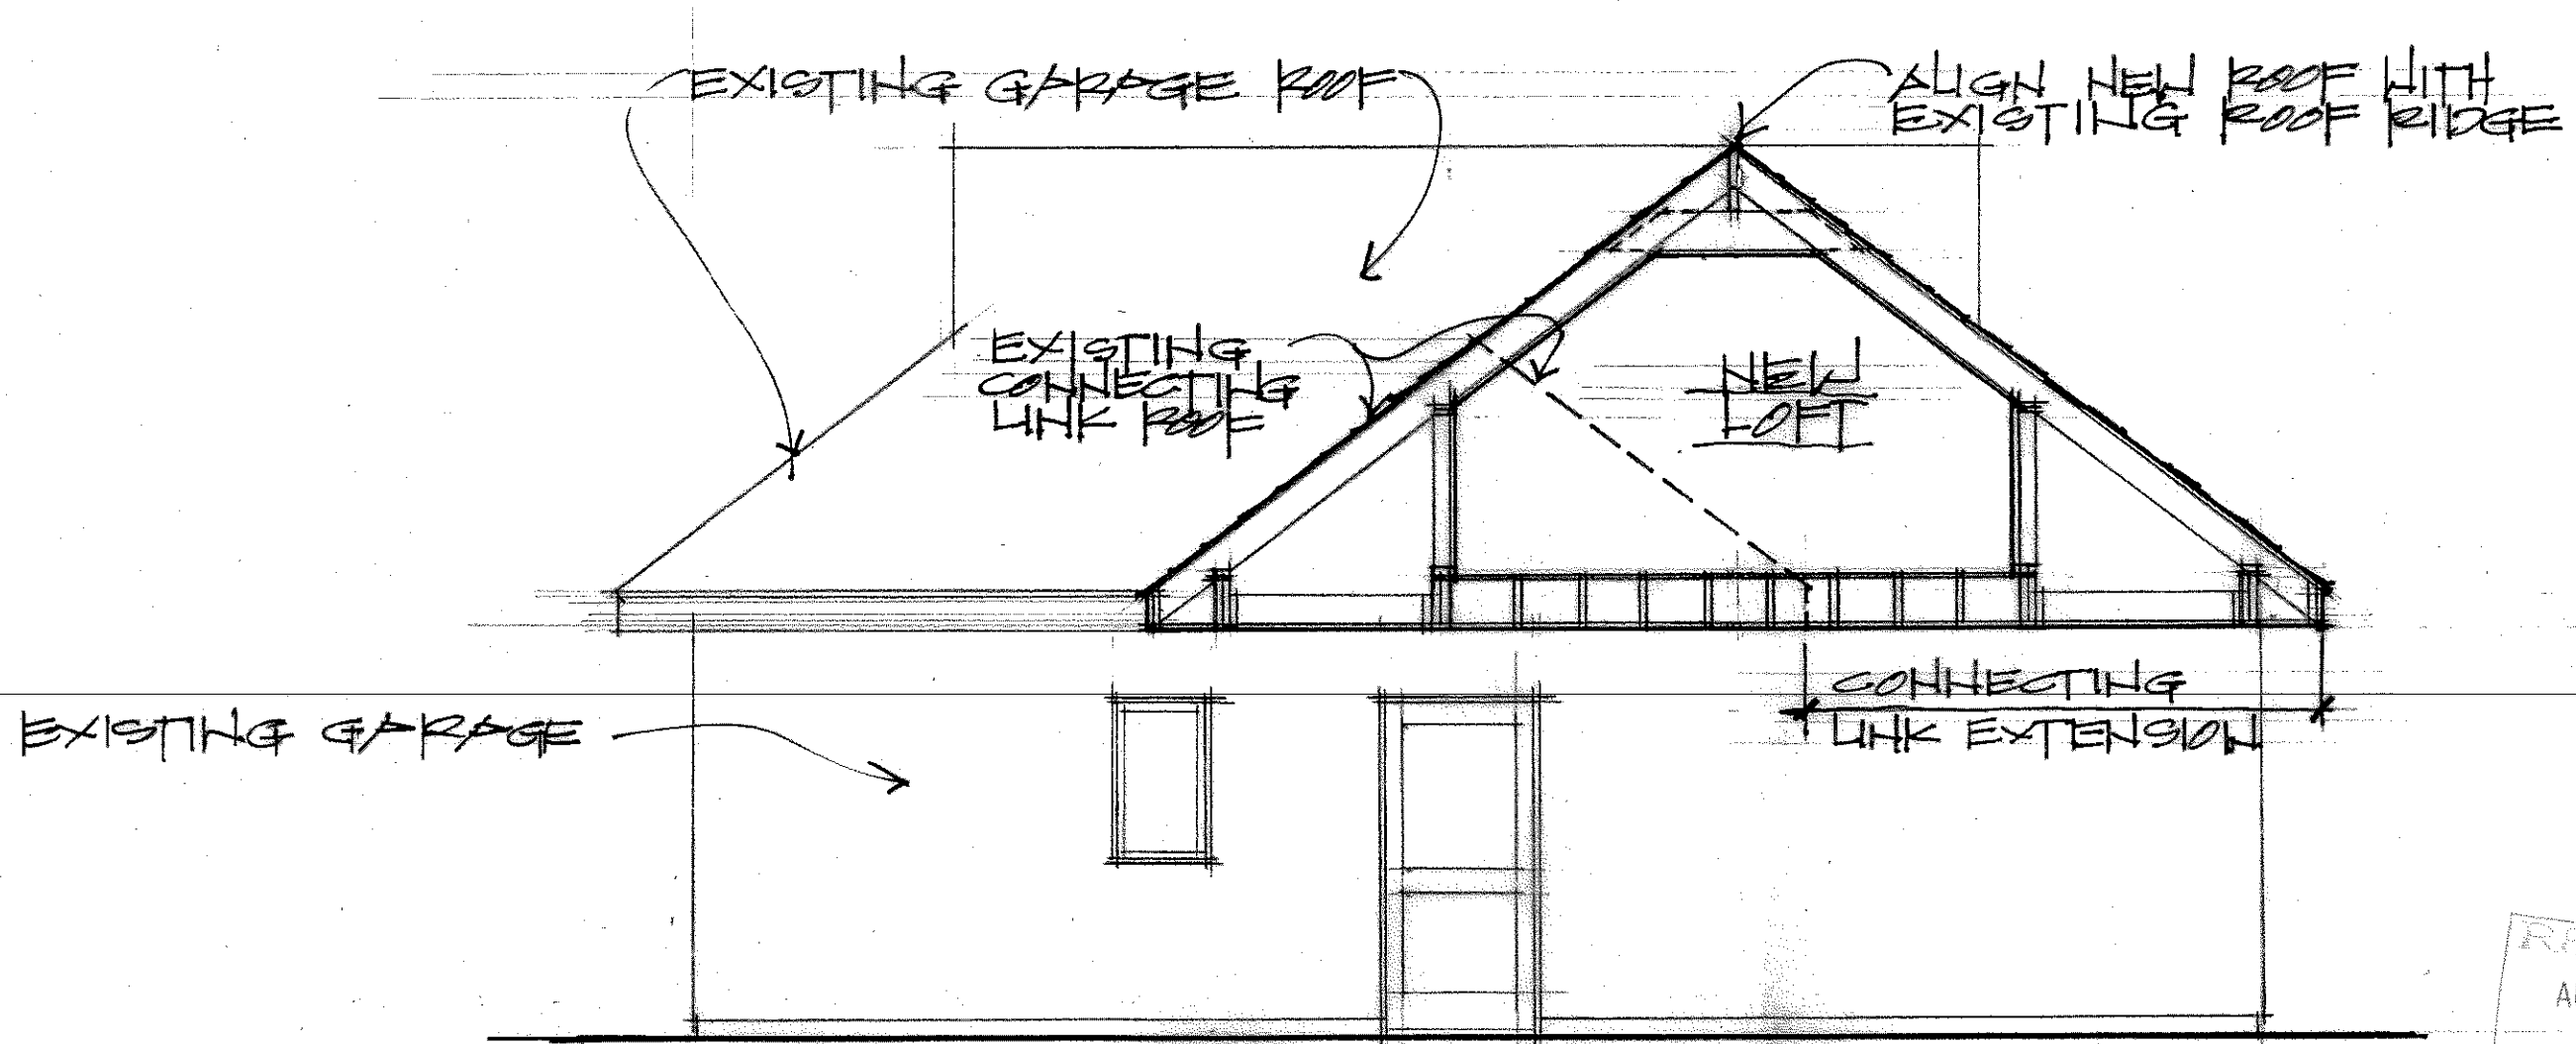 EXISTING GARAGE ROOF
ALIGN NEW ROOF WITH
EXISTING ROOF RIDGE
EXISTING
CONNECTING
LINK ROOF
NEW
LOFT
CONNECTING
LINK EXTENSION
EXISTING GARAGE